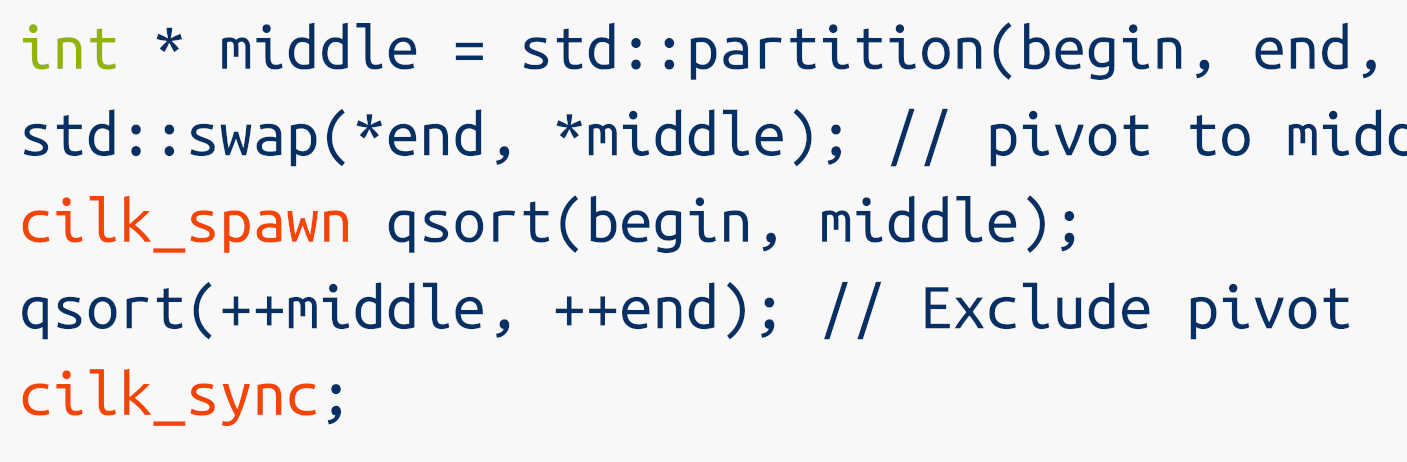 int * middle = std::partition(begin, end,
std::swap(*end, *middle); // pivot to
cilk_spawn qsort(begin, middle);
qsort(++middle, ++end); // Exclude pivot
cilk_sync;